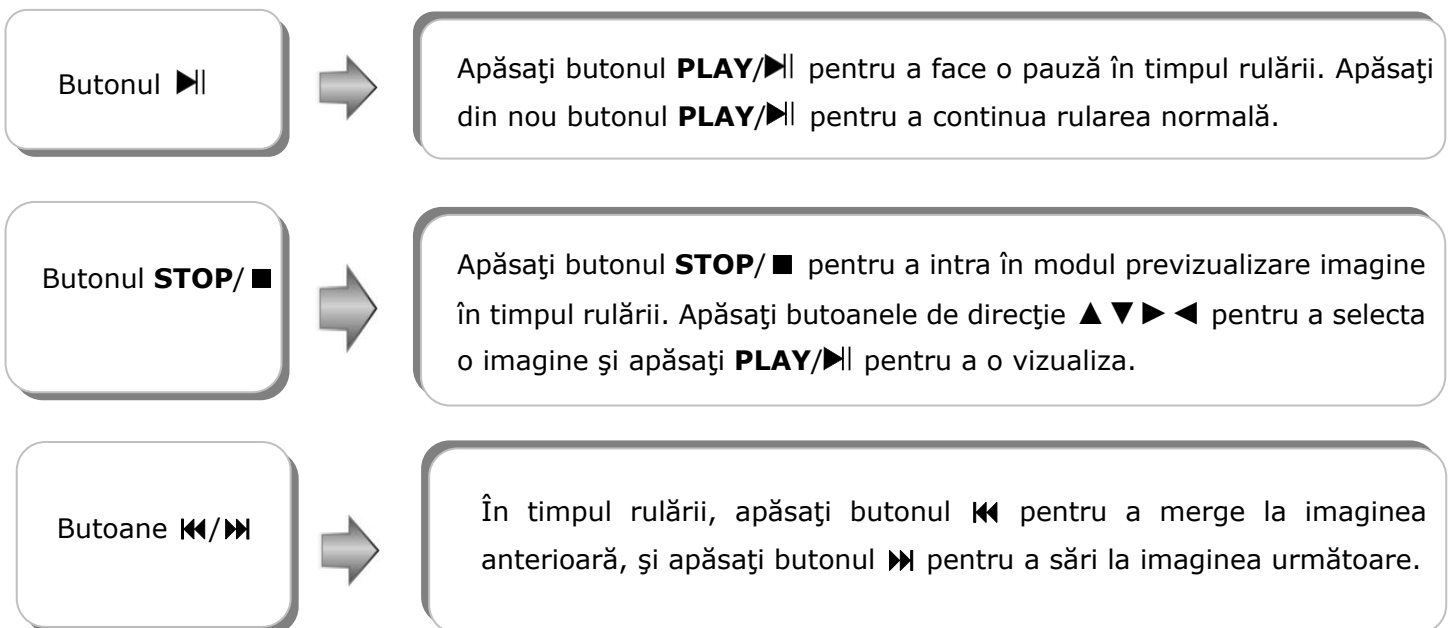 Butonul ▶||
Apăsaţi butonul PLAY/▶|| pentru a face o pauză în timpul rulării. Apăsaţi
din nou butonul PLAY/▶|| pentru a continua rularea normală.
Butonul STOP/ ■
Apăsaţi butonul STOP/ ■ pentru a intra în modul previzualizare imagine
în timpul rulării. Apăsaţi butoanele de direcţie ▲▼►◄ pentru a selecta
o imagine şi apăsaţi PLAY/▶|| pentru a o vizualiza.
Butoane ⏮/⏭
În timpul rulării, apăsaţi butonul ⏮ pentru a merge la imaginea
anterioară, şi apăsaţi butonul ⏭ pentru a sări la imaginea următoare.